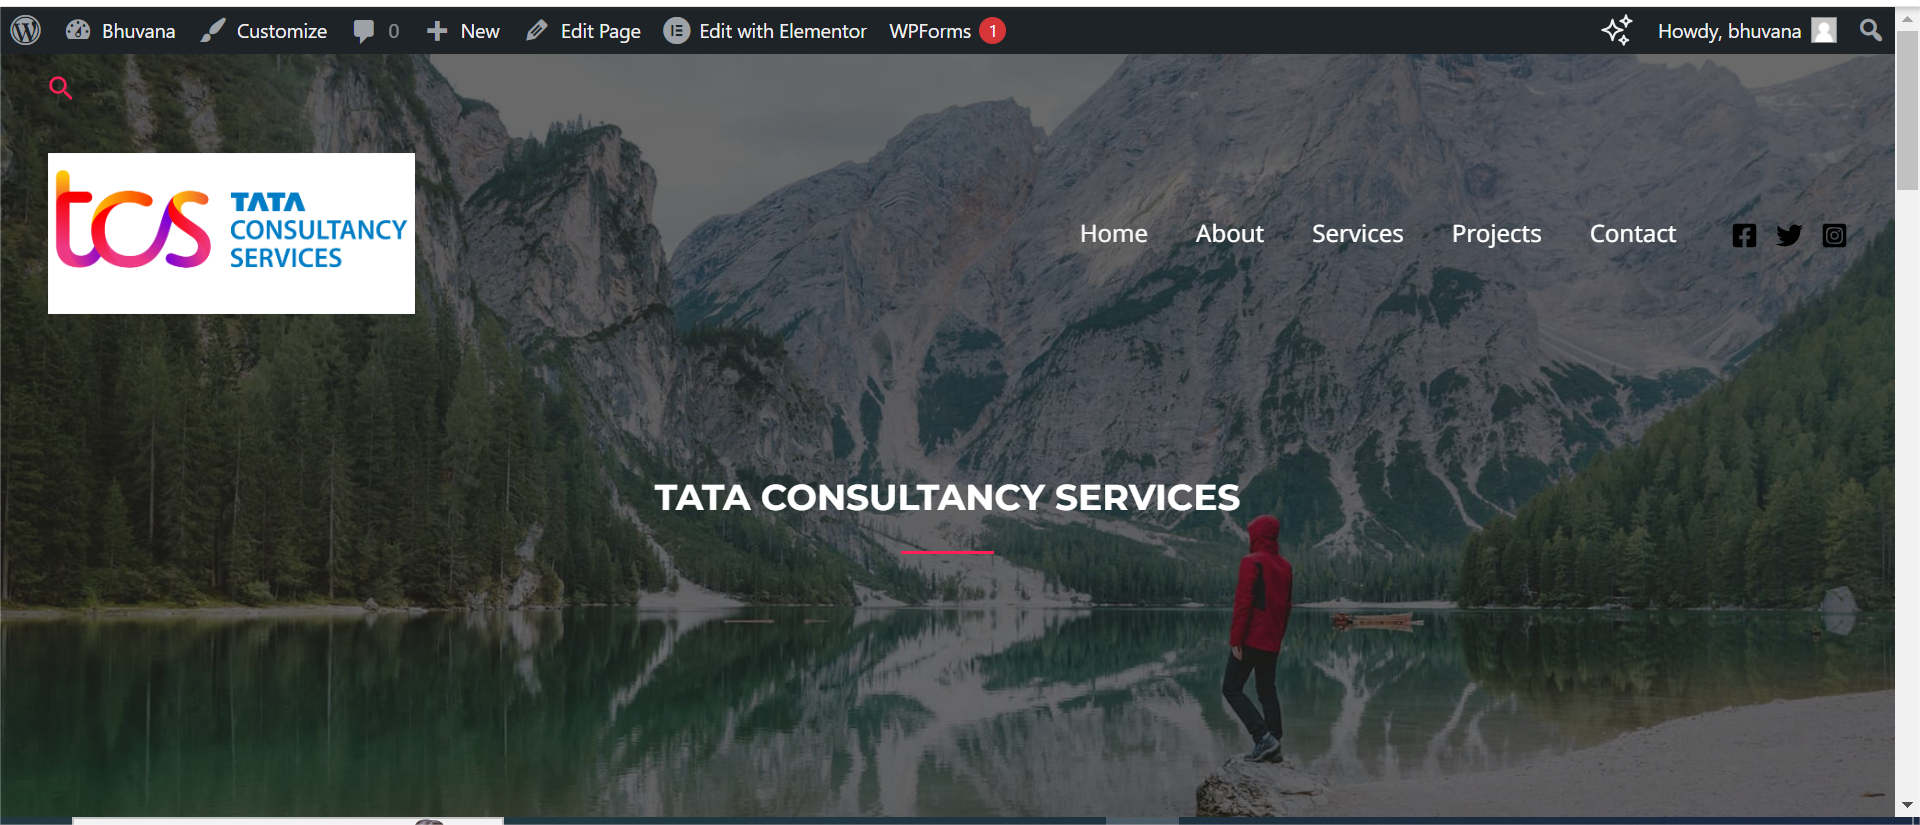 Bhuvana Customize 0 New Edit Page Edit with Elementor WPForms 1 Howdy, bhuvana
tcs TATA
CONSULTANCY
SERVICES
Home About Services Projects Contact
TATA CONSULTANCY SERVICES